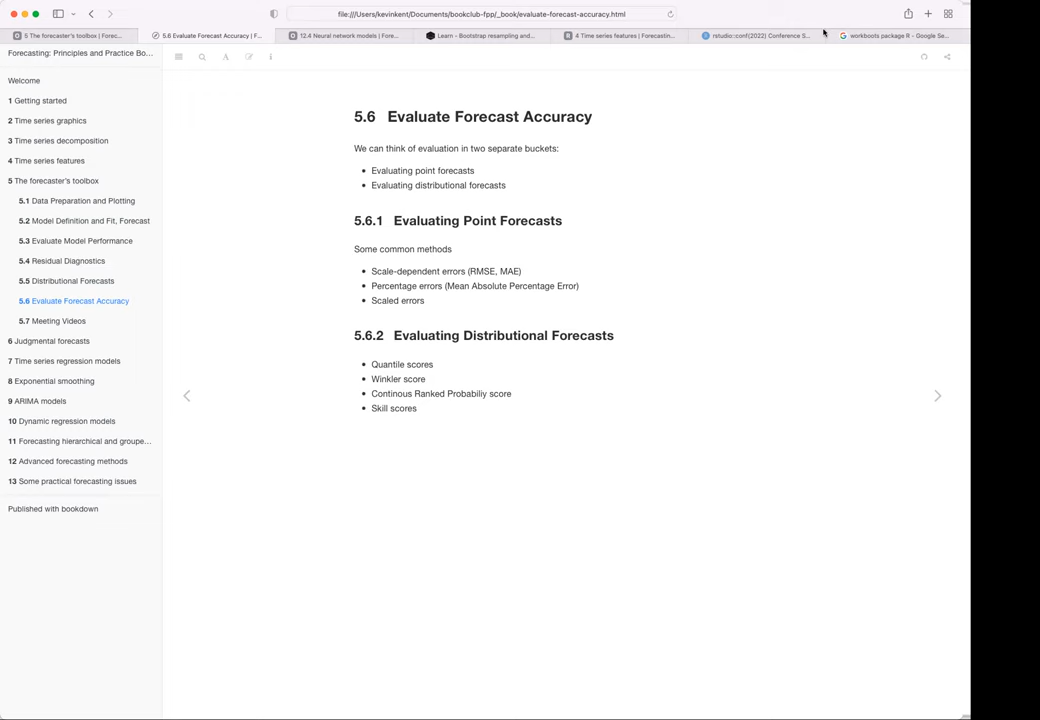 file:///Users/kevinkent/Documents/bookclub-fpp/_book/evaluate-forecast-accuracy.html
5 The forecaster's toolbox | Forec...
5.6 Evaluate Forecast Accuracy | F...
12.4 Neural network models | Fore...
Learn - Bootstrap resampling and...
4 Time series features | Forecastin...
rstudio::conf(2022) Conference S...
workboots package R - Google Se...
Forecasting: Principles and Practice Bo...
Welcome
1 Getting started
2 Time series graphics
3 Time series decomposition
4 Time series features
5 The forecaster's toolbox
5.1 Data Preparation and Plotting
5.2 Model Definition and Fit, Forecast
5.3 Evaluate Model Performance
5.4 Residual Diagnostics
5.5 Distributional Forecasts
5.6 Evaluate Forecast Accuracy
5.7 Meeting Videos
6 Judgmental forecasts
7 Time series regression models
8 Exponential smoothing
9 ARIMA models
10 Dynamic regression models
11 Forecasting hierarchical and groupe...
12 Advanced forecasting methods
13 Some practical forecasting issues
Published with bookdown
5.6 Evaluate Forecast Accuracy
We can think of evaluation in two separate buckets:
• Evaluating point forecasts
• Evaluating distributional forecasts
5.6.1 Evaluating Point Forecasts
Some common methods
• Scale-dependent errors (RMSE, MAE)
• Percentage errors (Mean Absolute Percentage Error)
• Scaled errors
5.6.2 Evaluating Distributional Forecasts
• Quantile scores
• Winkler score
• Continous Ranked Probabiliy score
• Skill scores